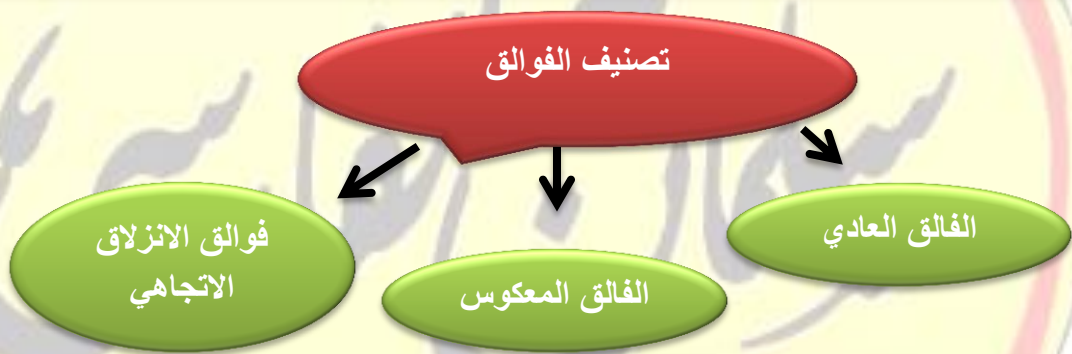 تصنيف الفوالق
الفالق العادي
الفالق المعكوس
فوالق الانزلاق
الاتجاهي